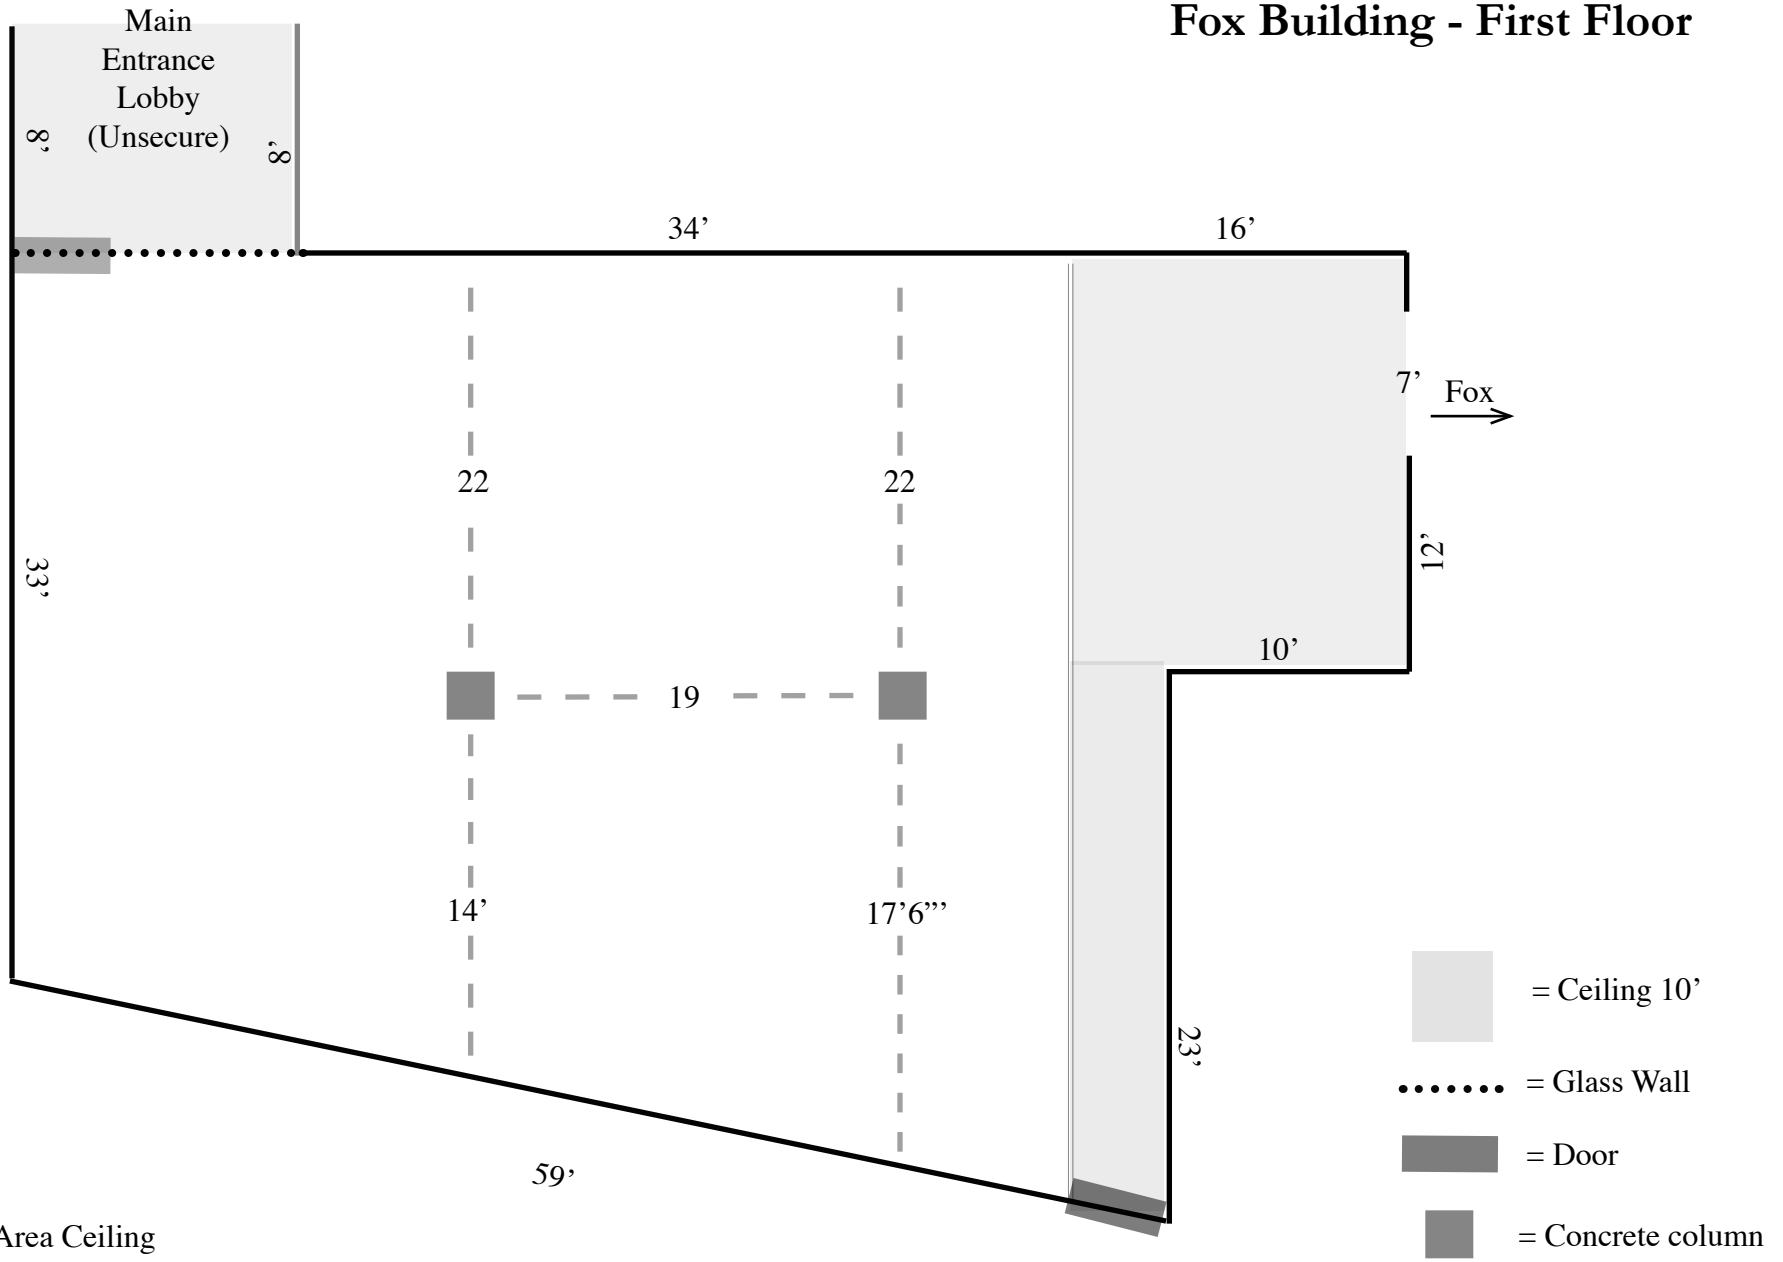 Fox Building - First Floor
Main
Entrance
Lobby
(Unsecure)
8’
8’
34’
16’
7’
Fox
22
22
12’
33’
10’
19
14’
17’6”’
23’
59’
= Ceiling 10’
= Glass Wall
= Door
= Concrete column
Area Ceiling